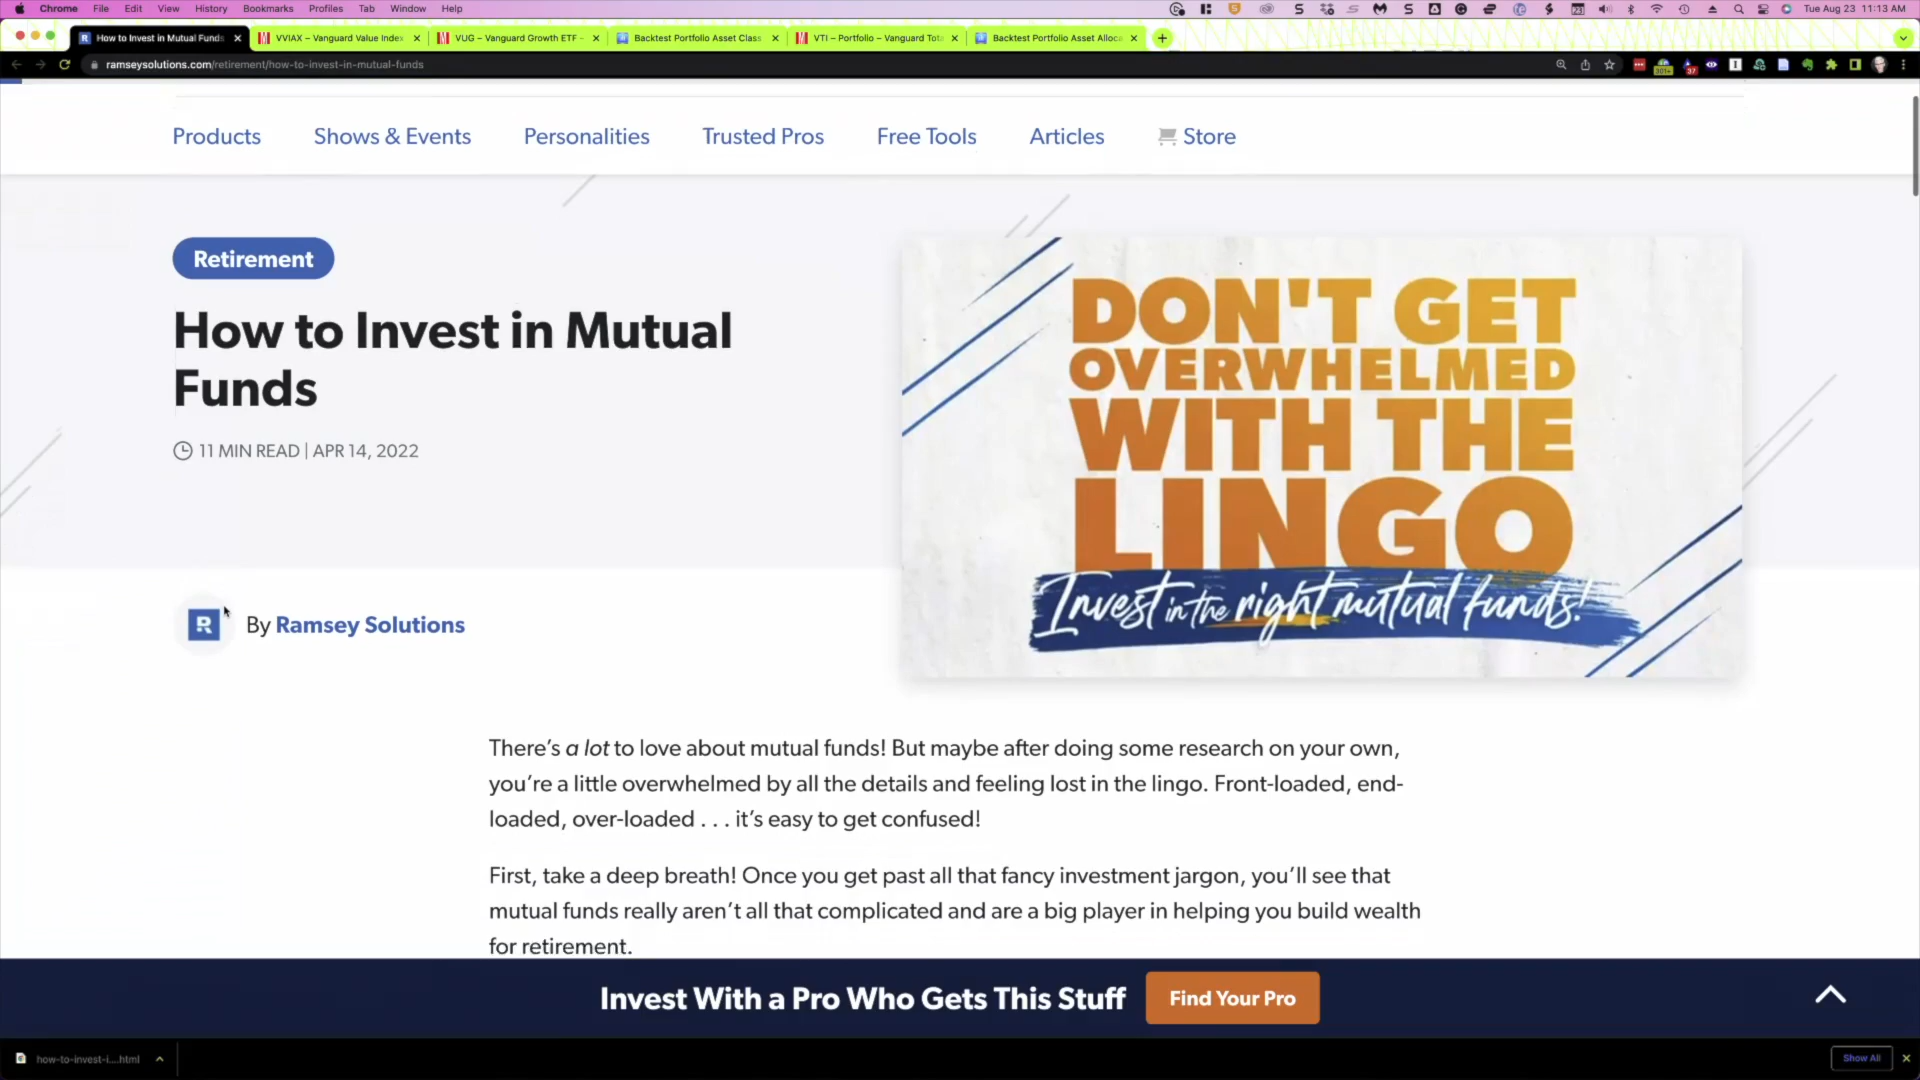 Chrome File Edit View History Bookmarks Profiles Tab Window Help
Tue Aug 23 11:13 AM
How to Invest in Mutual Funds
VVIAX – Vanguard Value Index
VUG – Vanguard Growth ETF –
Backtest Portfolio Asset Class
VTI – Portfolio – Vanguard Tota
Backtest Portfolio Asset Alloca
ramseysolutions.com/retirement/how-to-invest-in-mutual-funds
Products Shows & Events Personalities Trusted Pros Free Tools Articles Store
Retirement
How to Invest in Mutual
Funds
11 MIN READ | APR 14, 2022
DON'T GET
OVERWHELMED
WITH THE
LINGO
Invest in the right mutual funds!
R
By Ramsey Solutions
There's a lot to love about mutual funds! But maybe after doing some research on your own,
you're a little overwhelmed by all the details and feeling lost in the lingo. Front-loaded, end-
loaded, over-loaded . . . it's easy to get confused!
First, take a deep breath! Once you get past all that fancy investment jargon, you'll see that
mutual funds really aren't all that complicated and are a big player in helping you build wealth
for retirement.
Invest With a Pro Who Gets This Stuff
Find Your Pro
how-to-invest-i....html
Show All